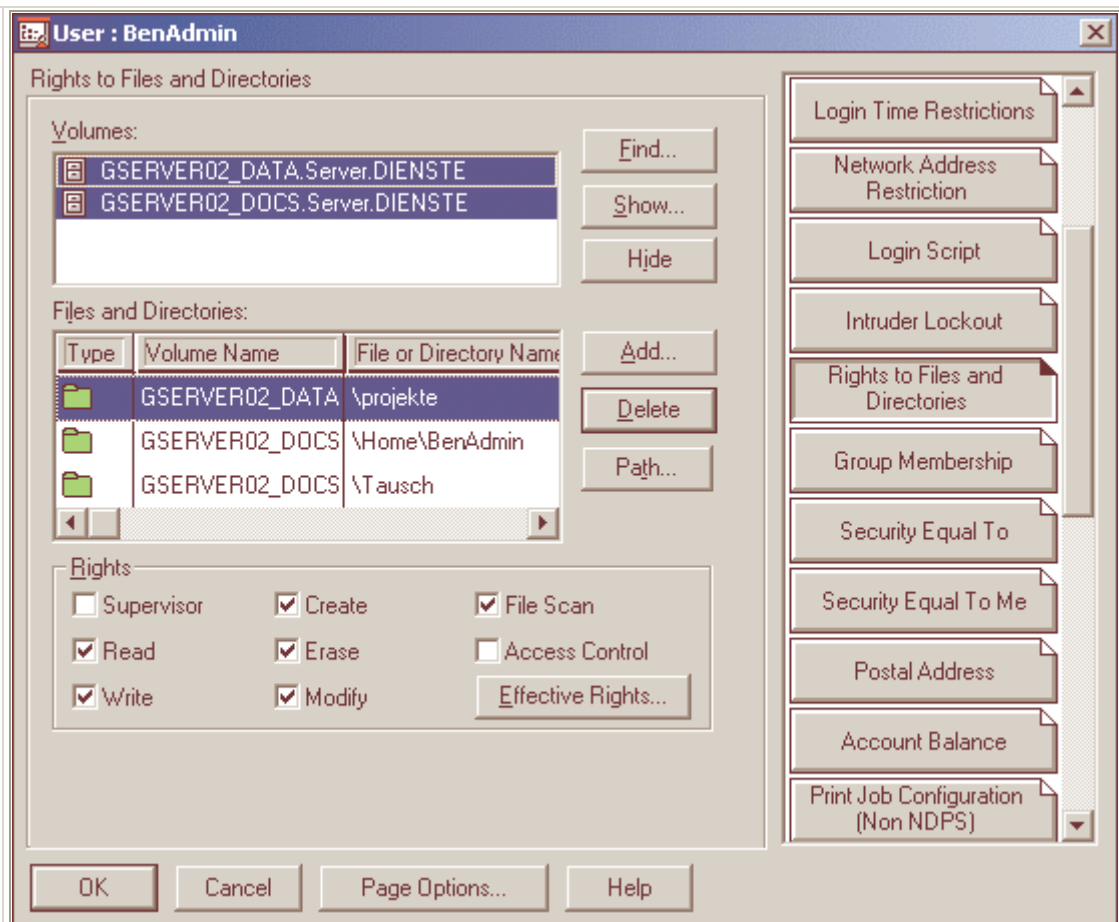 User : BenAdmin
Rights to Files and Directories
Volumes:
GSERVER02_DATA.Server.DIENSTE
GSERVER02_DOCS.Server.DIENSTE
Find...
Show...
Hide
Files and Directories:
Type Volume Name File or Directory Name
GSERVER02_DATA \projekte
GSERVER02_DOCS \Home\BenAdmin
GSERVER02_DOCS \Tausch
Add...
Delete
Path...
Rights
Supervisor Create File Scan
Read Erase Access Control
Write Modify Effective Rights...
Login Time Restrictions
Network Address
Restriction
Login Script
Intruder Lockout
Rights to Files and
Directories
Group Membership
Security Equal To
Security Equal To Me
Postal Address
Account Balance
Print Job Configuration
(Non NDPS)
OK Cancel Page Options... Help